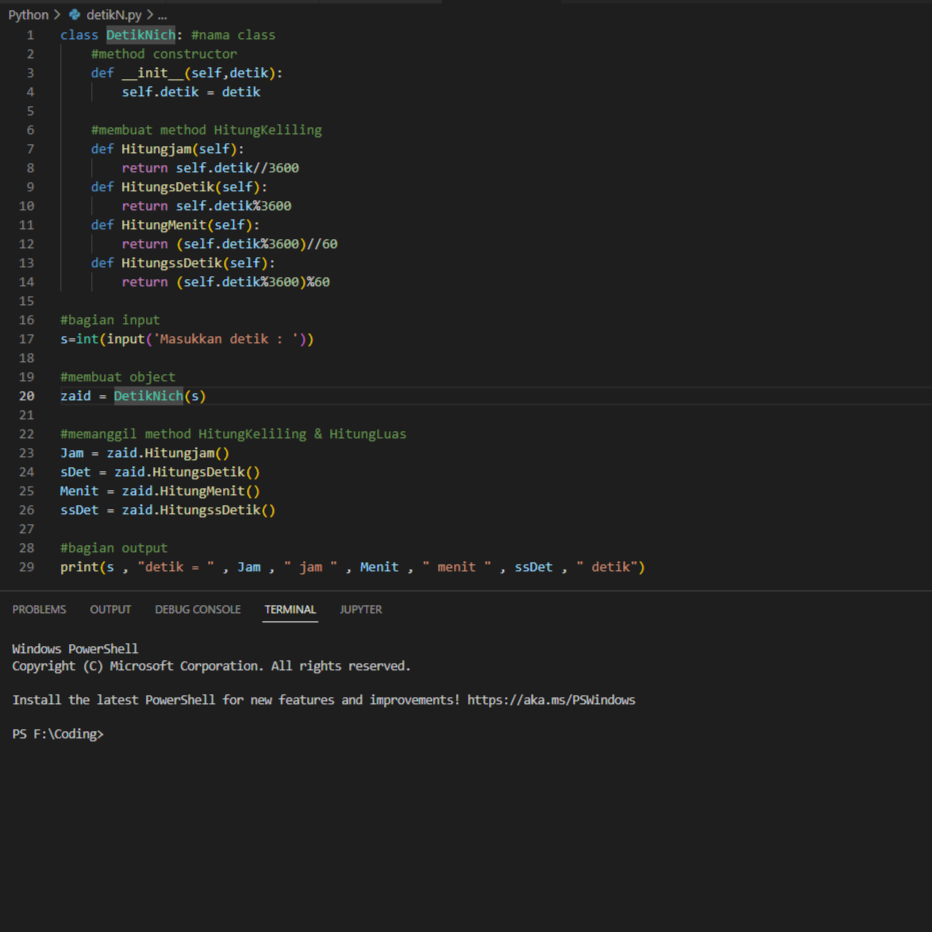 Python > detikN.py > ...
1 class DetikNich: #nama class
2 #method constructor
3 def __init__(self,detik):
4 self.detik = detik
5
6 #membuat method HitungKeliling
7 def Hitungjam(self):
8 return self.detik//3600
9 def HitungsDetik(self):
10 return self.detik%3600
11 def HitungMenit(self):
12 return (self.detik%3600)//60
13 def HitungssDetik(self):
14 return (self.detik%3600)%60
15
16 #bagian input
17 s=int(input('Masukkan detik : '))
18
19 #membuat object
20 zaid = DetikNich(s)
21
22 #memanggil method HitungKeliling & HitungLuas
23 Jam = zaid.Hitungjam()
24 sDet = zaid.HitungsDetik()
25 Menit = zaid.HitungMenit()
26 ssDet = zaid.HitungssDetik()
27
28 #bagian output
29 print(s , "detik = " , Jam , " jam " , Menit , " menit " , ssDet , " detik")
PROBLEMS OUTPUT DEBUG CONSOLE TERMINAL JUPYTER
Windows PowerShell
Copyright (C) Microsoft Corporation. All rights reserved.
Install the latest PowerShell for new features and improvements! https://aka.ms/PSWindows
PS F:\Coding>